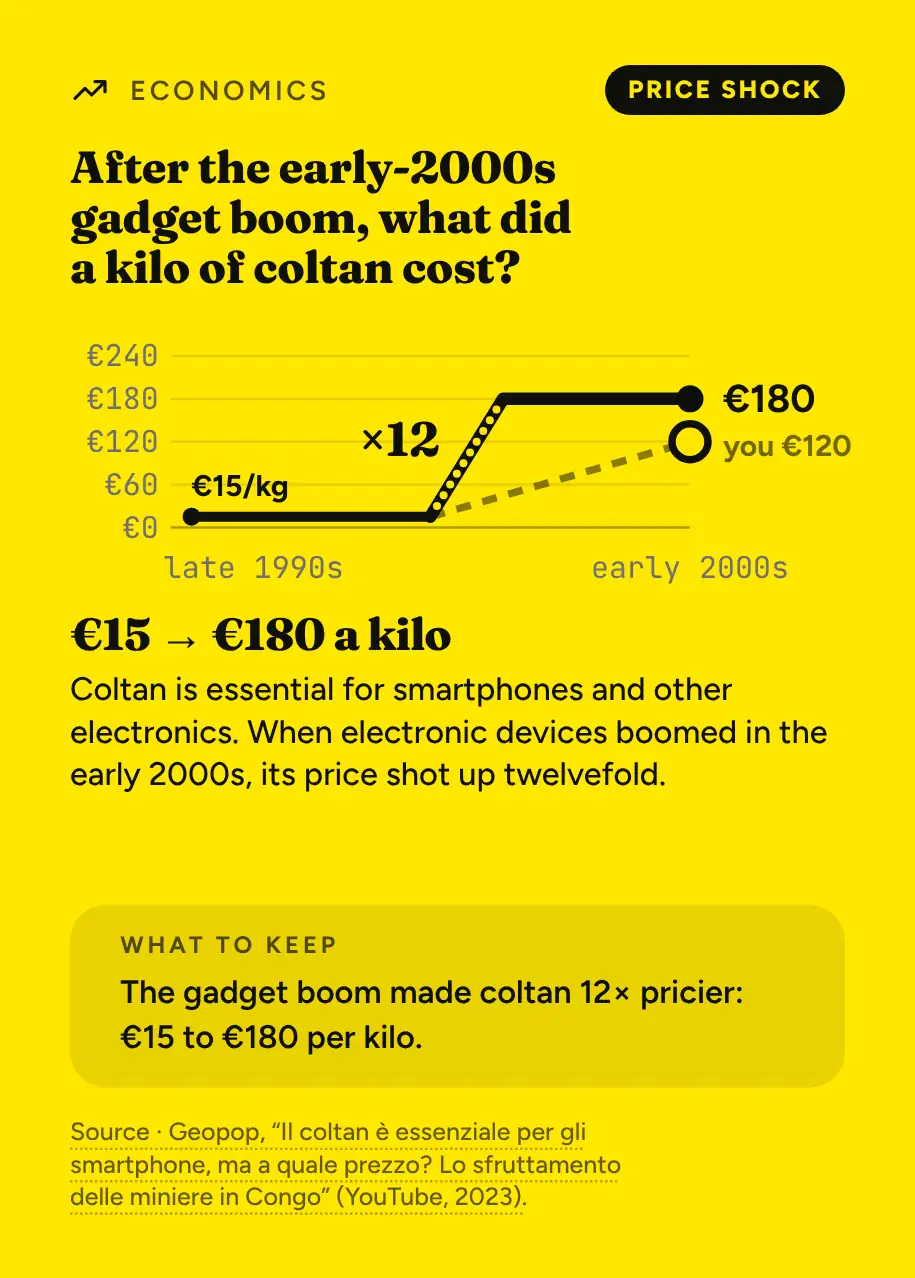 ECONOMICS
PRICE SHOCK
After the early-2000s
gadget boom, what did
a kilo of coltan cost?
€240
€180
€120
€60
€0
×12
€15/kg
€180
you €120
late 1990s
early 2000s
€15 → €180 a kilo
Coltan is essential for smartphones and other
electronics. When electronic devices boomed in the
early 2000s, its price shot up twelvefold.
WHAT TO KEEP
The gadget boom made coltan 12× pricier:
€15 to €180 per kilo.
Source · Geopop, “Il coltan è essenziale per gli
smartphone, ma a quale prezzo? Lo sfruttamento
delle miniere in Congo” (YouTube, 2023).